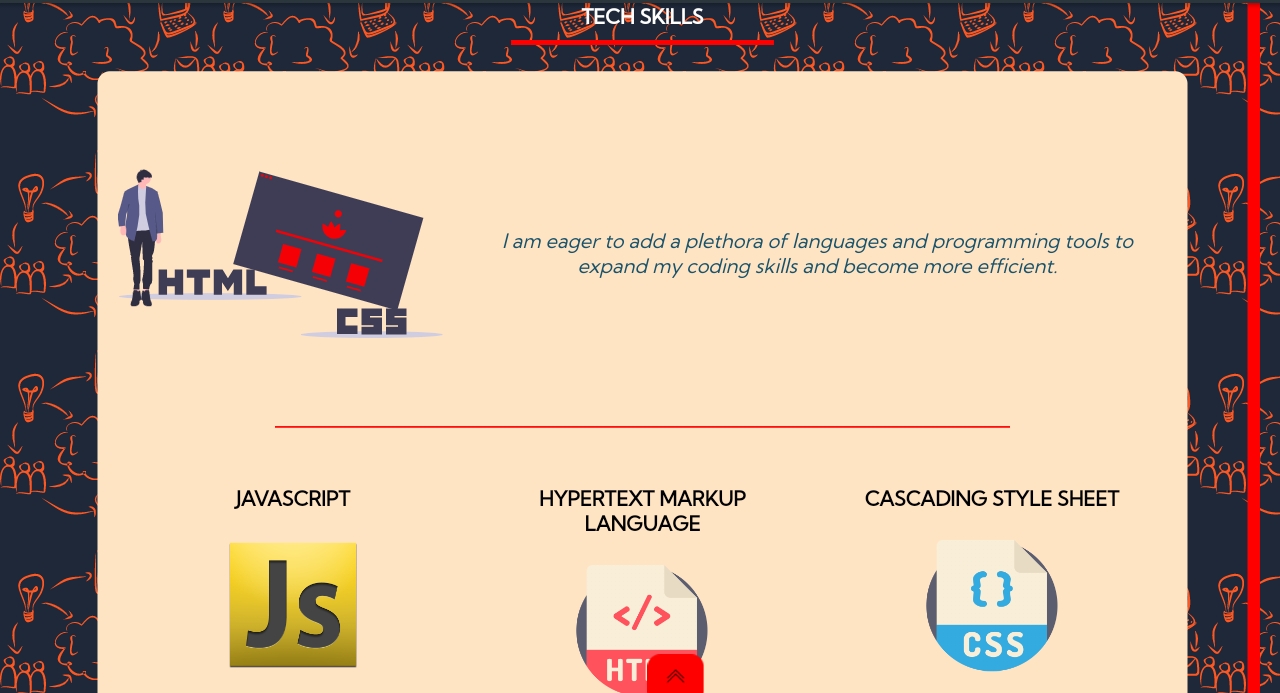 TECH SKILLS
I am eager to add a plethora of languages and programming tools to
expand my coding skills and become more efficient.
HTML
CSS
JAVASCRIPT
HYPERTEXT MARKUP
LANGUAGE
CASCADING STYLE SHEET
Js
</>
HT
{}
CSS